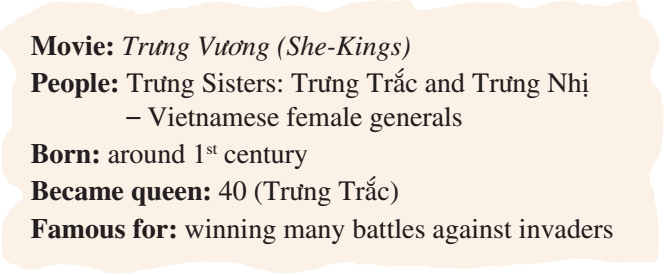 Movie: Trưng Vương (She-Kings)
People: Trưng Sisters: Trưng Trắc and Trưng Nhị
– Vietnamese female generals
Born: around 1st century
Became queen: 40 (Trưng Trắc)
Famous for: winning many battles against invaders